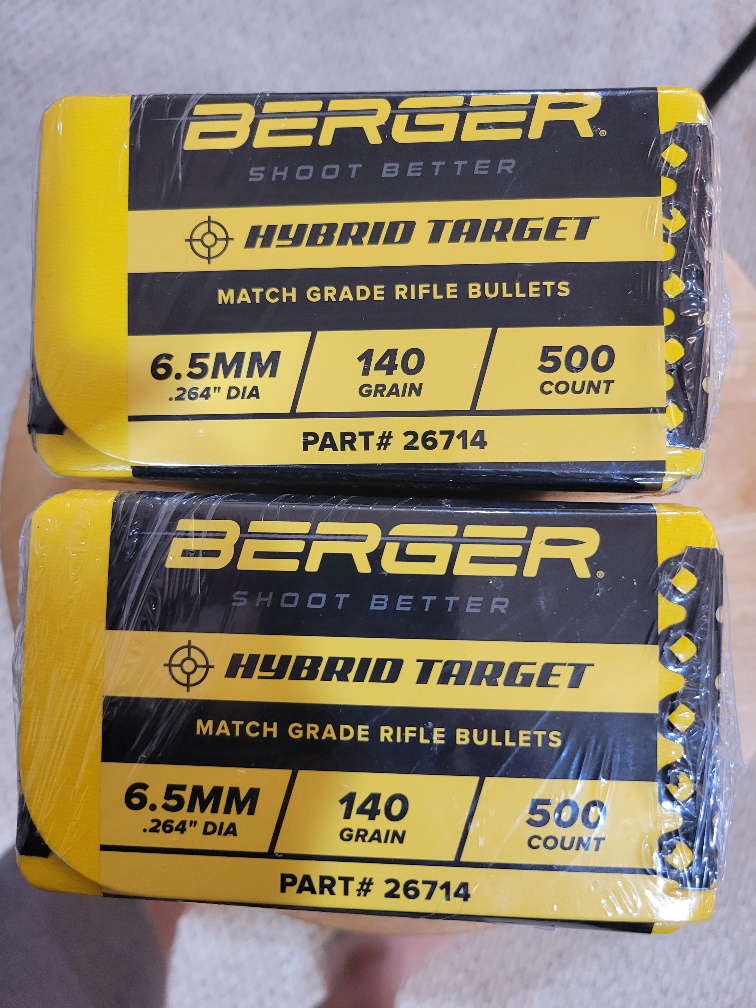 BERGER.
SHOOT BETTER
HYBRID TARGET
MATCH GRADE RIFLE BULLETS
6.5MM 140 500
.264" DIA GRAIN COUNT
PART# 26714
BERGER.
SHOOT BETTER
HYBRID TARGET
MATCH GRADE RIFLE BULLETS
6.5MM 140 500
.264" DIA GRAIN COUNT
PART# 26714